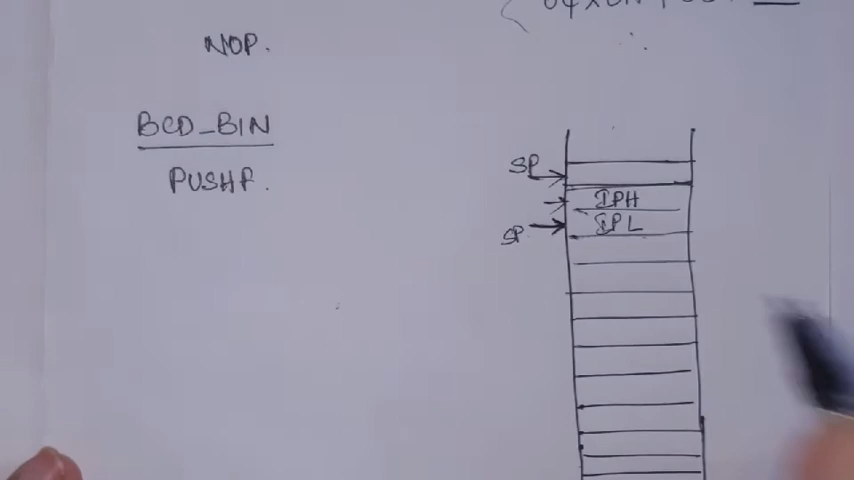 NOP.
BCD_BIN
PUSHF.
SP
IPH
IPL
SP